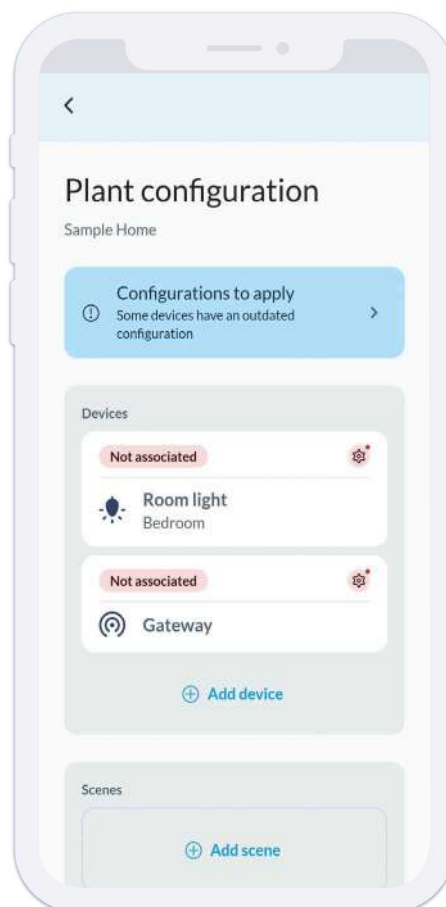 Plant configuration
Sample Home
Configurations to apply
Some devices have an outdated
configuration
Devices
Not associated
Room light
Bedroom
Not associated
Gateway
Add device
Scenes
Add scene